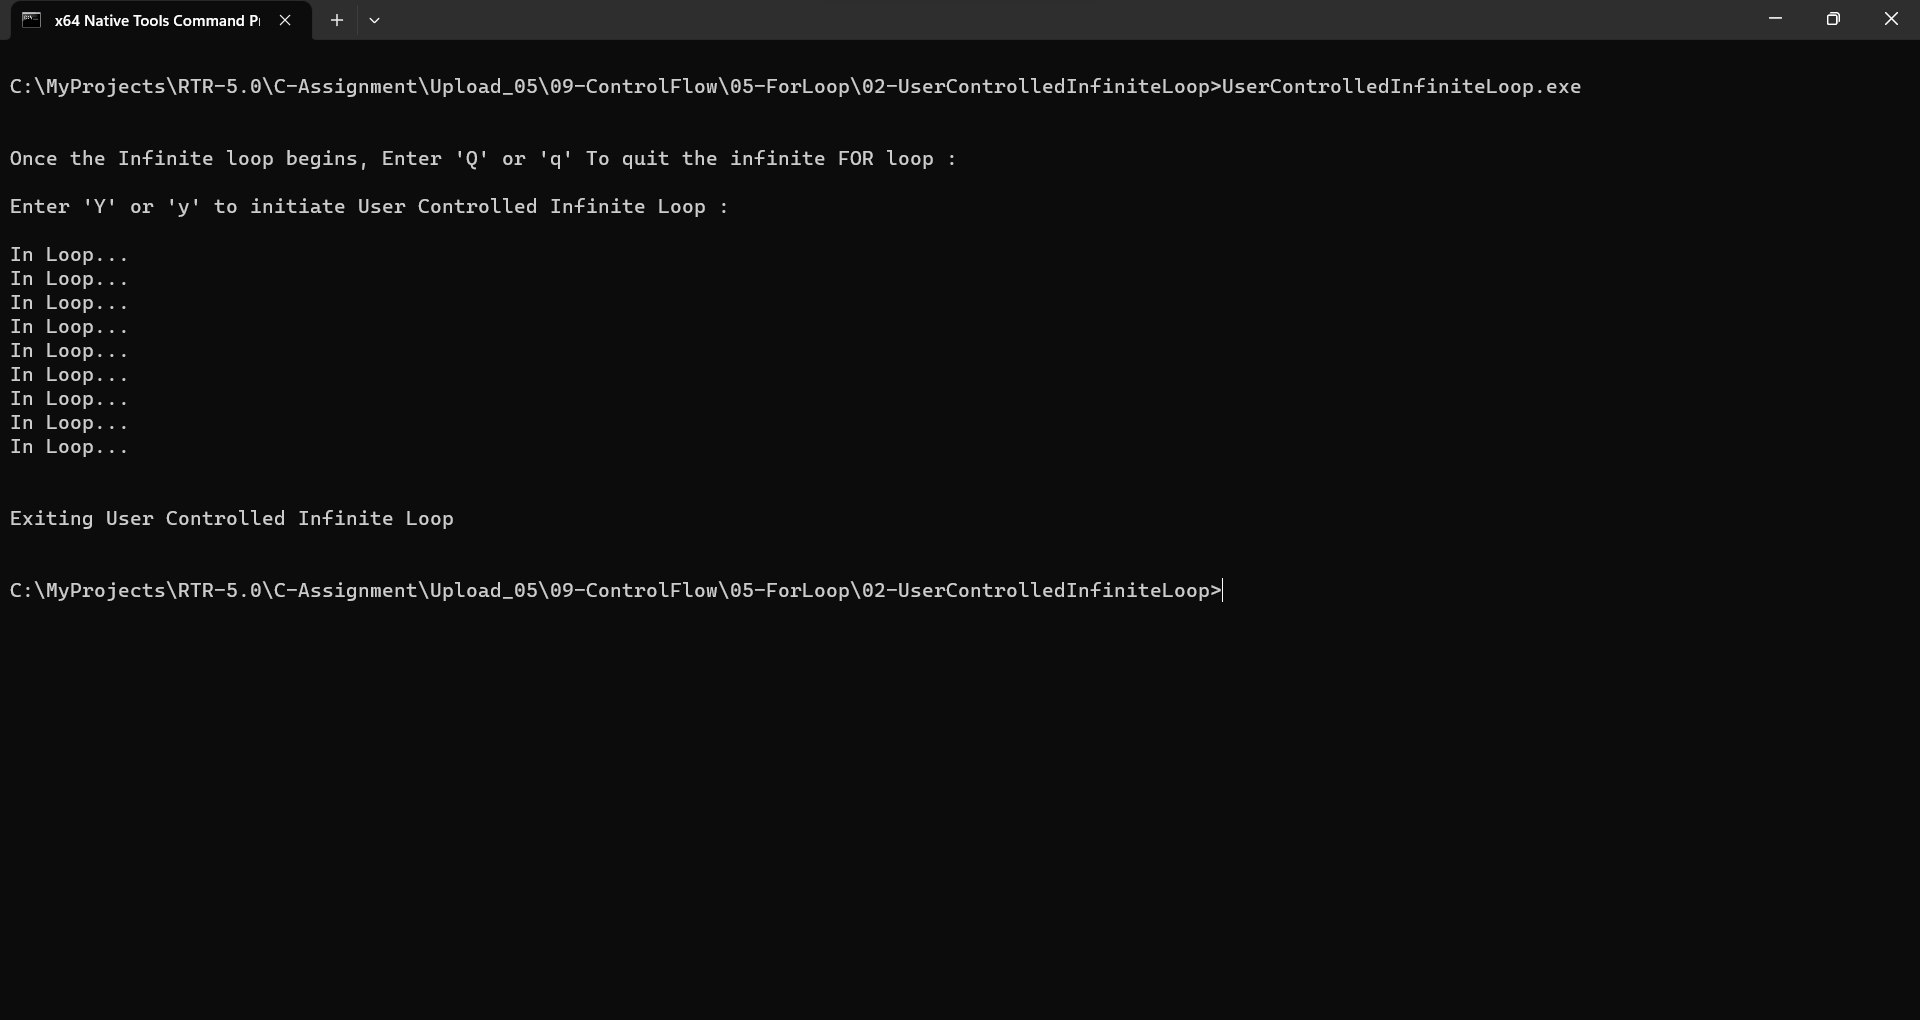 x64 Native Tools Command P
C:\MyProjects\RTR-5.0\C-Assignment\Upload_05\09-ControlFlow\05-ForLoop\02-UserControlledInfiniteLoop>UserControlledInfiniteLoop.exe
Once the Infinite loop begins, Enter 'Q' or 'q' To quit the infinite FOR loop :
Enter 'Y' or 'y' to initiate User Controlled Infinite Loop :
In Loop...
In Loop...
In Loop...
In Loop...
In Loop...
In Loop...
In Loop...
In Loop...
In Loop...
Exiting User Controlled Infinite Loop
C:\MyProjects\RTR-5.0\C-Assignment\Upload_05\09-ControlFlow\05-ForLoop\02-UserControlledInfiniteLoop>